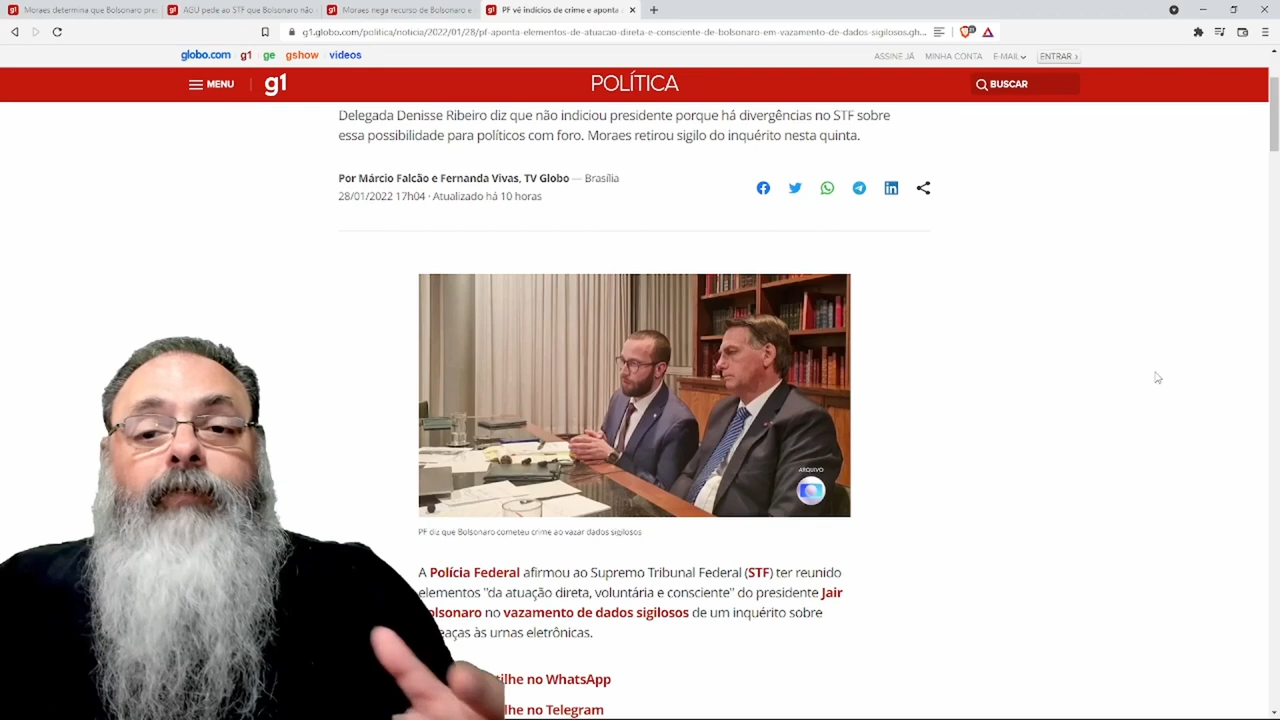 Moraes determina que Bolsonaro pre
AGU pede ao STF que Bolsonaro não
Moraes nega recurso de Bolsonaro e
PF vê indícios de crime e aponta
g1.globo.com/politica/noticia/2022/01/28/pf-aponta-elementos-de-atuacao-direta-e-consciente-de-bolsonaro-em-vazamento-de-dados-sigilosos.gh...
globo.com g1 ge gshow videos
ASSINE JÁ MINHA CONTA E-MAIL ENTRAR ›
MENU g1 POLÍTICA BUSCAR
Delegada Denisse Ribeiro diz que não indiciou presidente porque há divergências no STF sobre
essa possibilidade para políticos com foro. Moraes retirou sigilo do inquérito nesta quinta.
Por Márcio Falcão e Fernanda Vivas, TV Globo — Brasília
28/01/2022 17h04 · Atualizado há 10 horas
ARQUIVO
PF diz que Bolsonaro cometeu crime ao vazar dados sigilosos
A Polícia Federal afirmou ao Supremo Tribunal Federal (STF) ter reunido
elementos "da atuação direta, voluntária e consciente" do presidente Jair
olsonaro no vazamento de dados sigilosos de um inquérito sobre
eaças às urnas eletrônicas.
tilhe no WhatsApp
lhe no Telegram